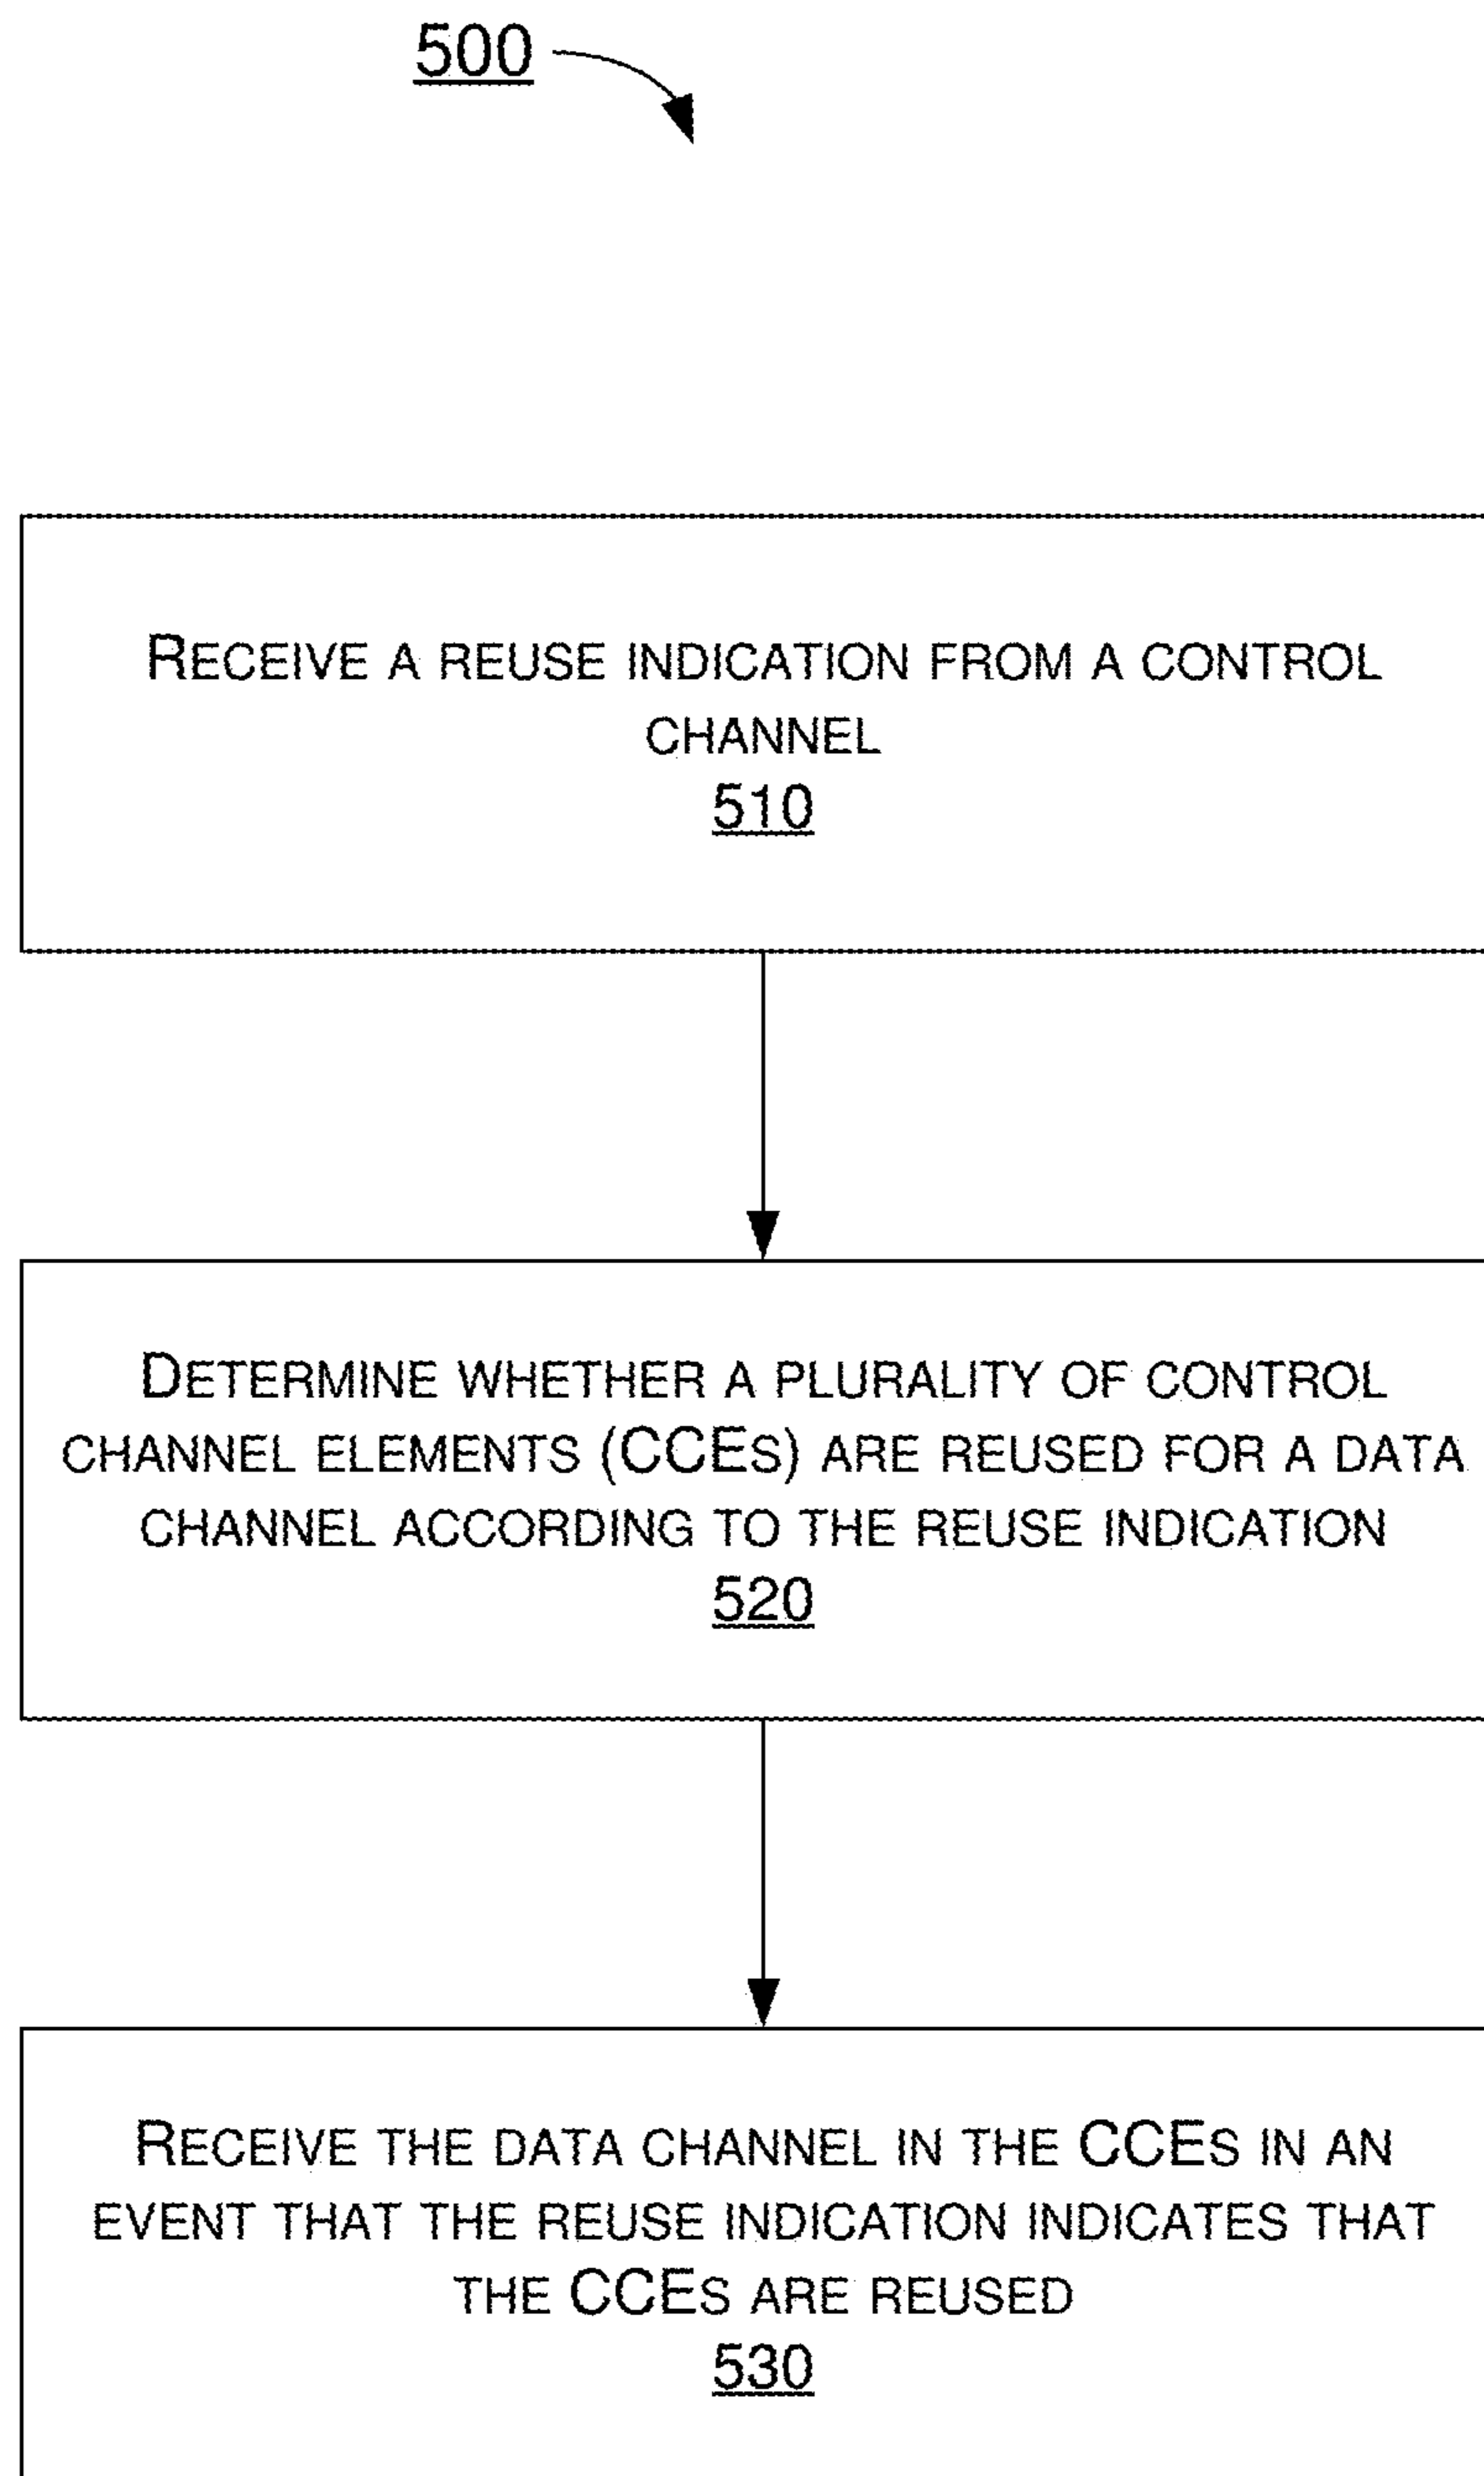 500
RECEIVE A REUSE INDICATION FROM A CONTROL
CHANNEL
510
DETERMINE WHETHER A PLURALITY OF CONTROL
CHANNEL ELEMENTS (CCES) ARE REUSED FOR A DATA
CHANNEL ACCORDING TO THE REUSE INDICATION
520
RECEIVE THE DATA CHANNEL IN THE CCES IN AN
EVENT THAT THE REUSE INDICATION INDICATES THAT
THE CCES ARE REUSED
530